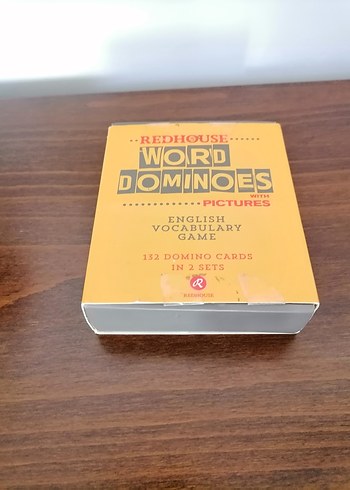 REDHOUSE
WORD
DOMINOES
WITH
PICTURES
ENGLISH
VOCABULARY
GAME
132 DOMINO CARDS
IN 2 SETS
R
REDHOUSE